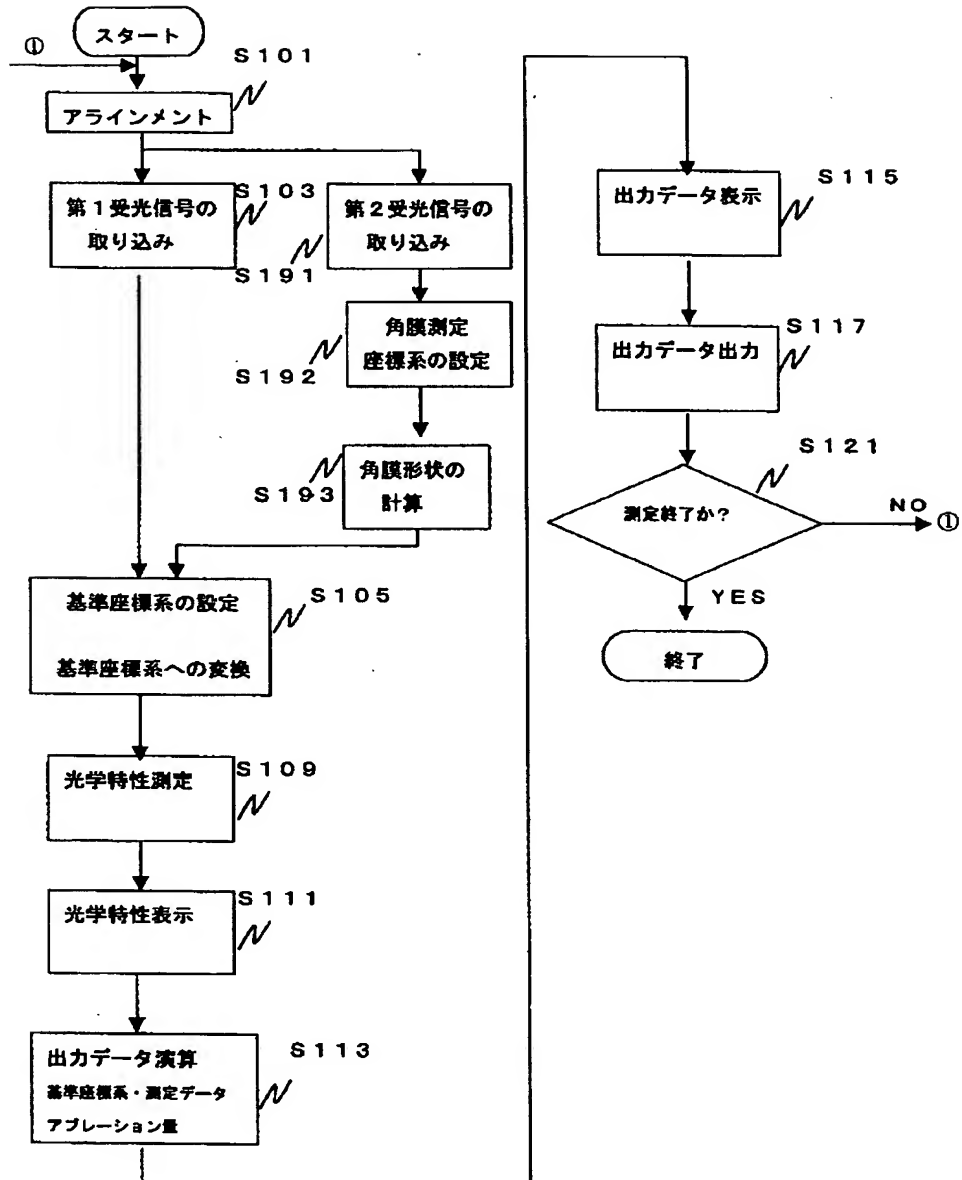 スタート
①
S101
アラインメント
S103
第1受光信号の
取り込み
第2受光信号の
取り込み
S191
角膜測定
座標系の設定
S192
角膜形状の
計算
S193
基準座標系の設定
基準座標系への変換
S105
光学特性測定
S109
光学特性表示
S111
出力データ演算
基準座標系・測定データ
アブレーション量
S113
出力データ表示
S115
出力データ出力
S117
測定終了か?
S121
NO
①
YES
終了